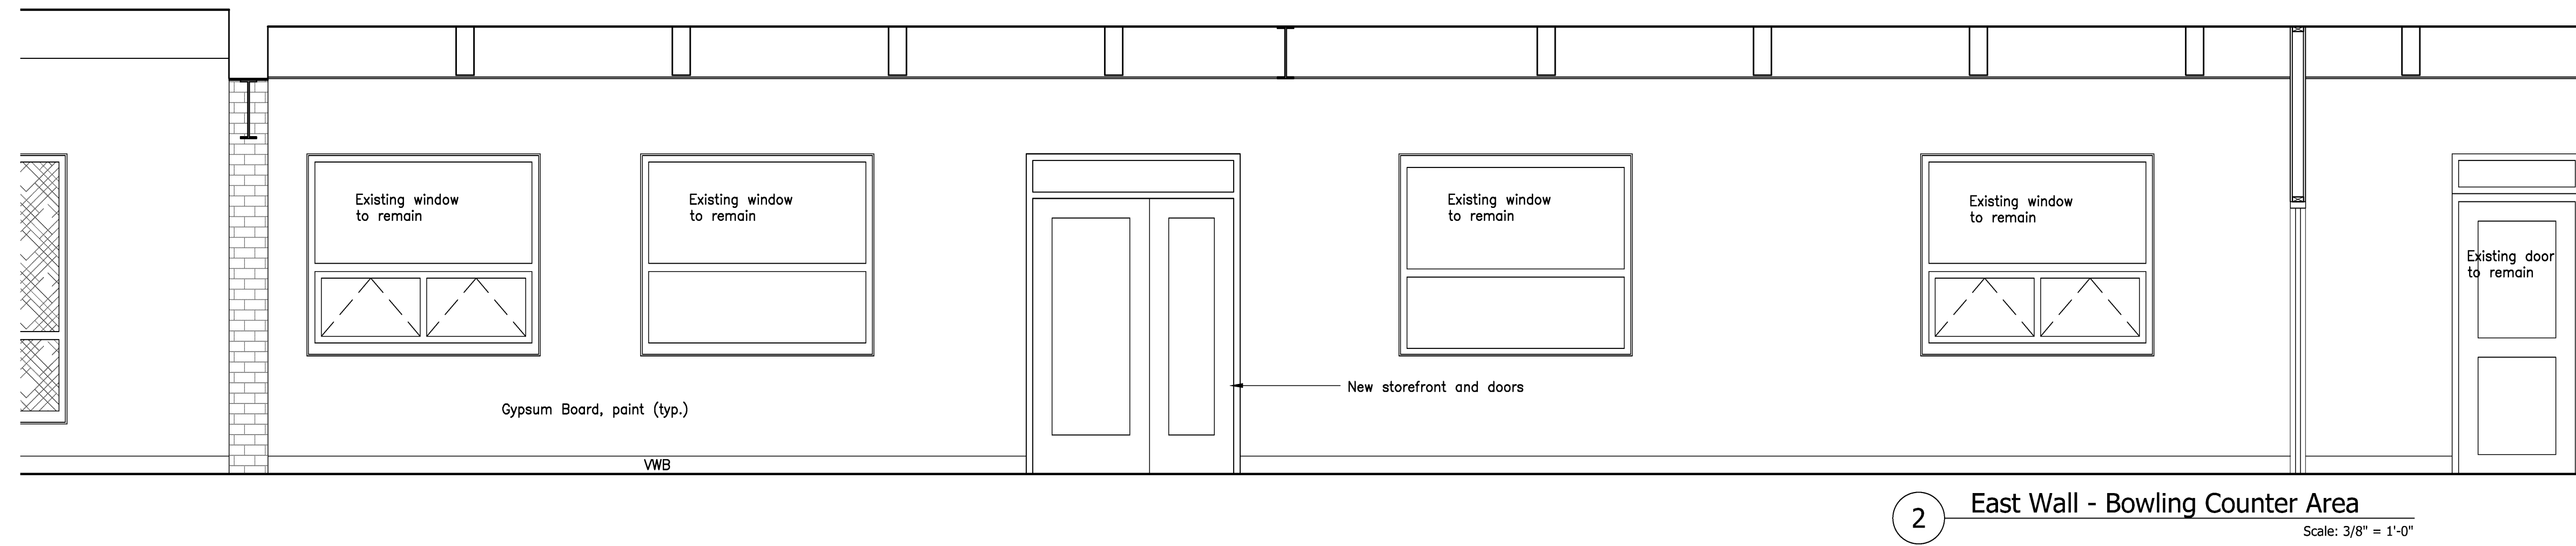 Existing window
to remain
Existing window
to remain
Existing window
to remain
Existing window
to remain
Existing door
to remain
New storefront and doors
Gypsum Board, paint (typ.)
VWB
2
East Wall - Bowling Counter Area
Scale: 3/8" = 1'-0"